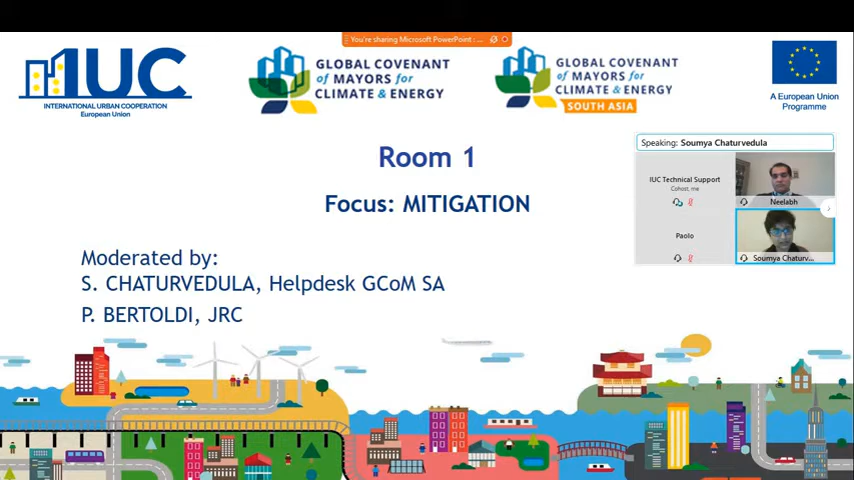 You're sharing Microsoft PowerPoint : ...
IUC
INTERNATIONAL URBAN COOPERATION
European Union
GLOBAL COVENANT
of MAYORS for
CLIMATE & ENERGY
GLOBAL COVENANT
of MAYORS for
CLIMATE & ENERGY
SOUTH ASIA
A European Union
Programme
Speaking: Soumya Chaturvedula
IUC Technical Support
Cohost, me
Neelabh
Paolo
Soumya Chaturv...
Room 1
Focus: MITIGATION
Moderated by:
S. CHATURVEDULA, Helpdesk GCoM SA
P. BERTOLDI, JRC